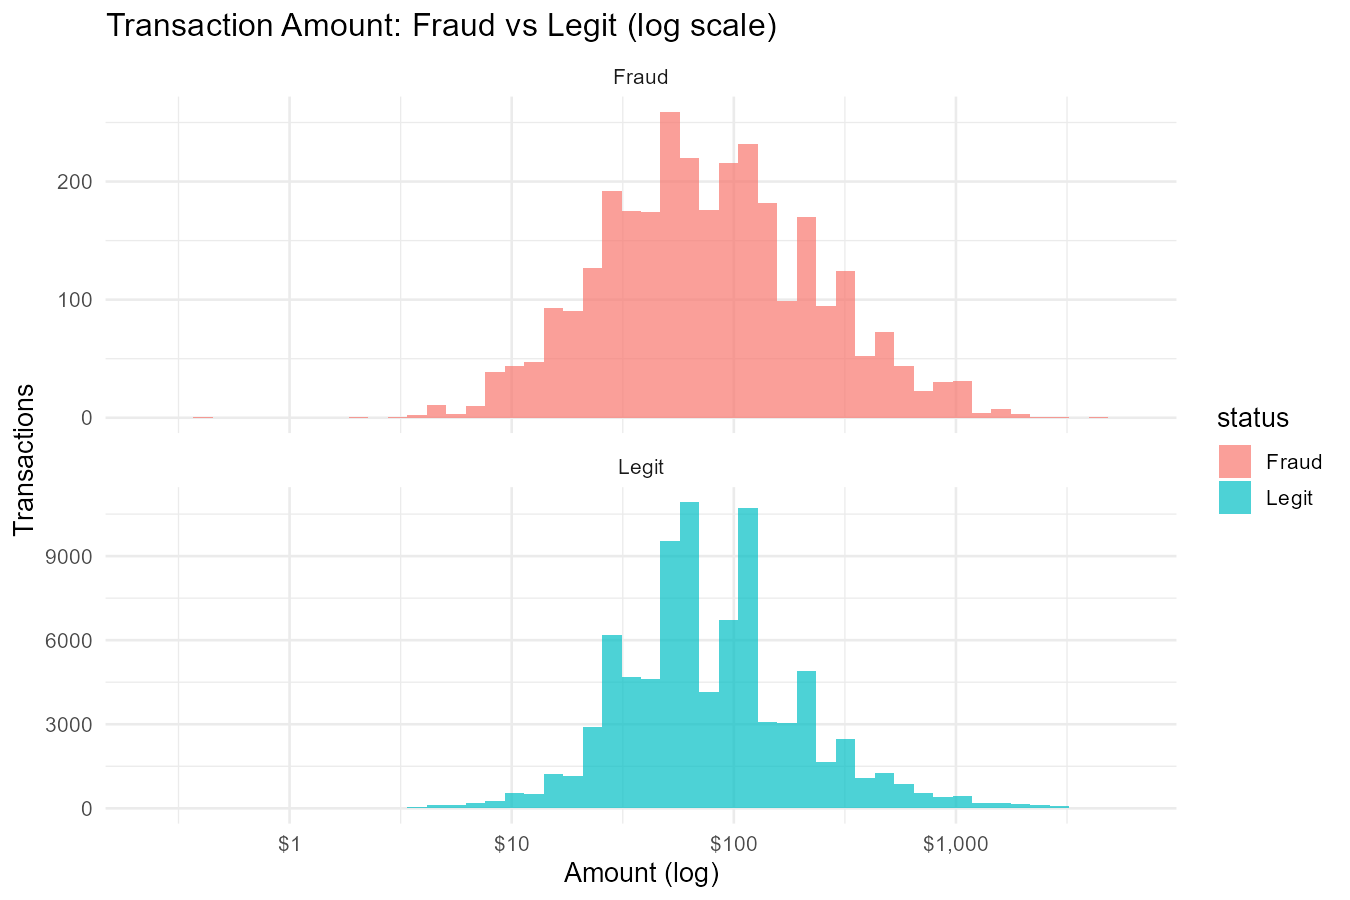 Transaction Amount: Fraud vs Legit (log scale)
Fraud
200
100
0
Legit
9000
6000
3000
0
$1
$10
$100
$1,000
Amount (log)
Transactions
status
Fraud
Legit